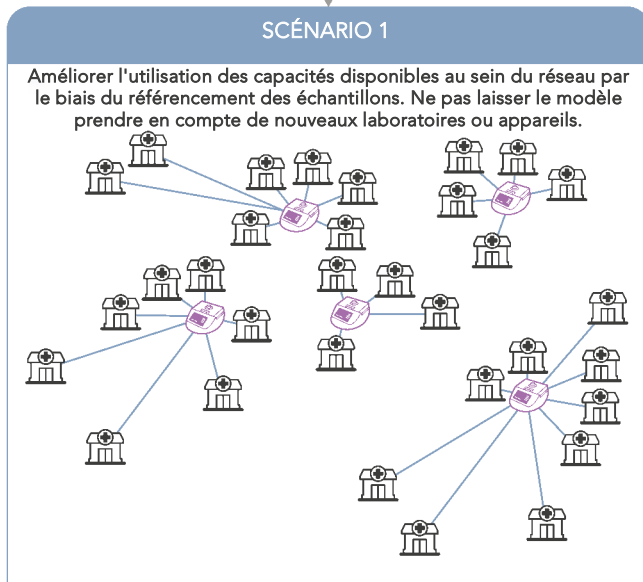 SCÉNARIO 1
Améliorer l'utilisation des capacités disponibles au sein du réseau par
le biais du référencement des échantillons. Ne pas laisser le modèle
prendre en compte de nouveaux laboratoires ou appareils.